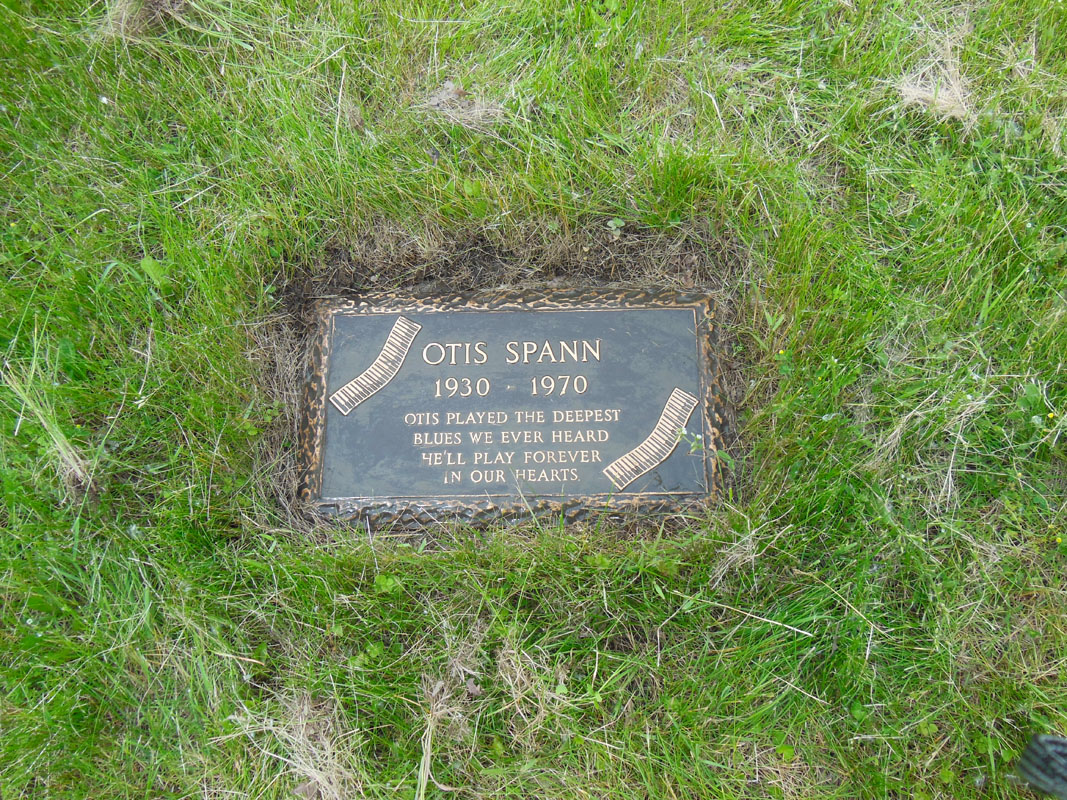 OTIS SPANN
1930 - 1970
OTIS PLAYED THE DEEPEST
BLUES WE EVER HEARD
HE'LL PLAY FOREVER
IN OUR HEARTS